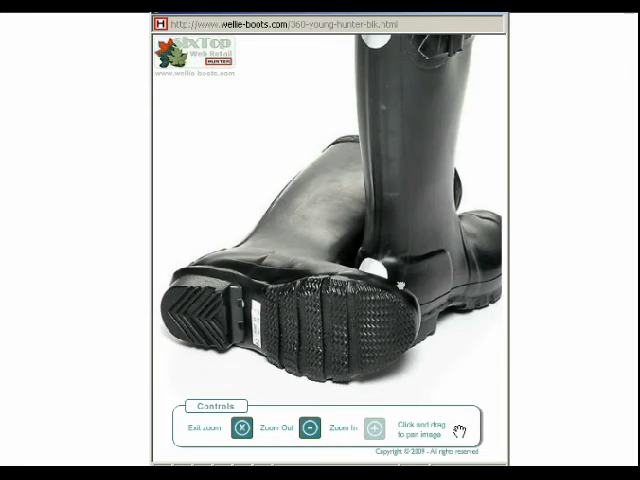 http://www.wellie-boots.com/360-young-hunter-blk.html
SixTop
Web Retail
HUNTER
www.wellie-boots.com
Controls
Exit zoom
Zoom Out
Zoom In
Click and drag
to pan image
Copyright © 2009 - All rights reserved